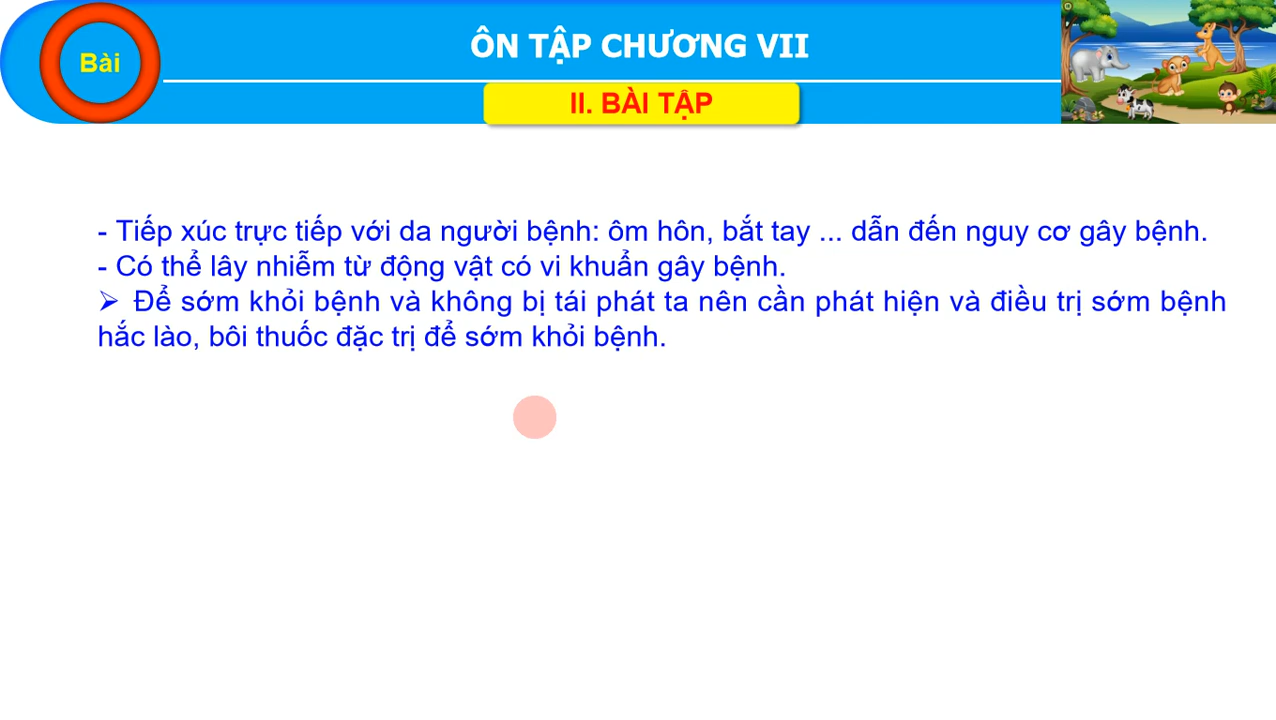 Bài
ÔN TẬP CHƯƠNG VII
II. BÀI TẬP
- Tiếp xúc trực tiếp với da người bệnh: ôm hôn, bắt tay ... dẫn đến nguy cơ gây bệnh.
- Có thể lây nhiễm từ động vật có vi khuẩn gây bệnh.
➢ Để sớm khỏi bệnh và không bị tái phát ta nên cần phát hiện và điều trị sớm bệnh
hắc lào, bôi thuốc đặc trị để sớm khỏi bệnh.